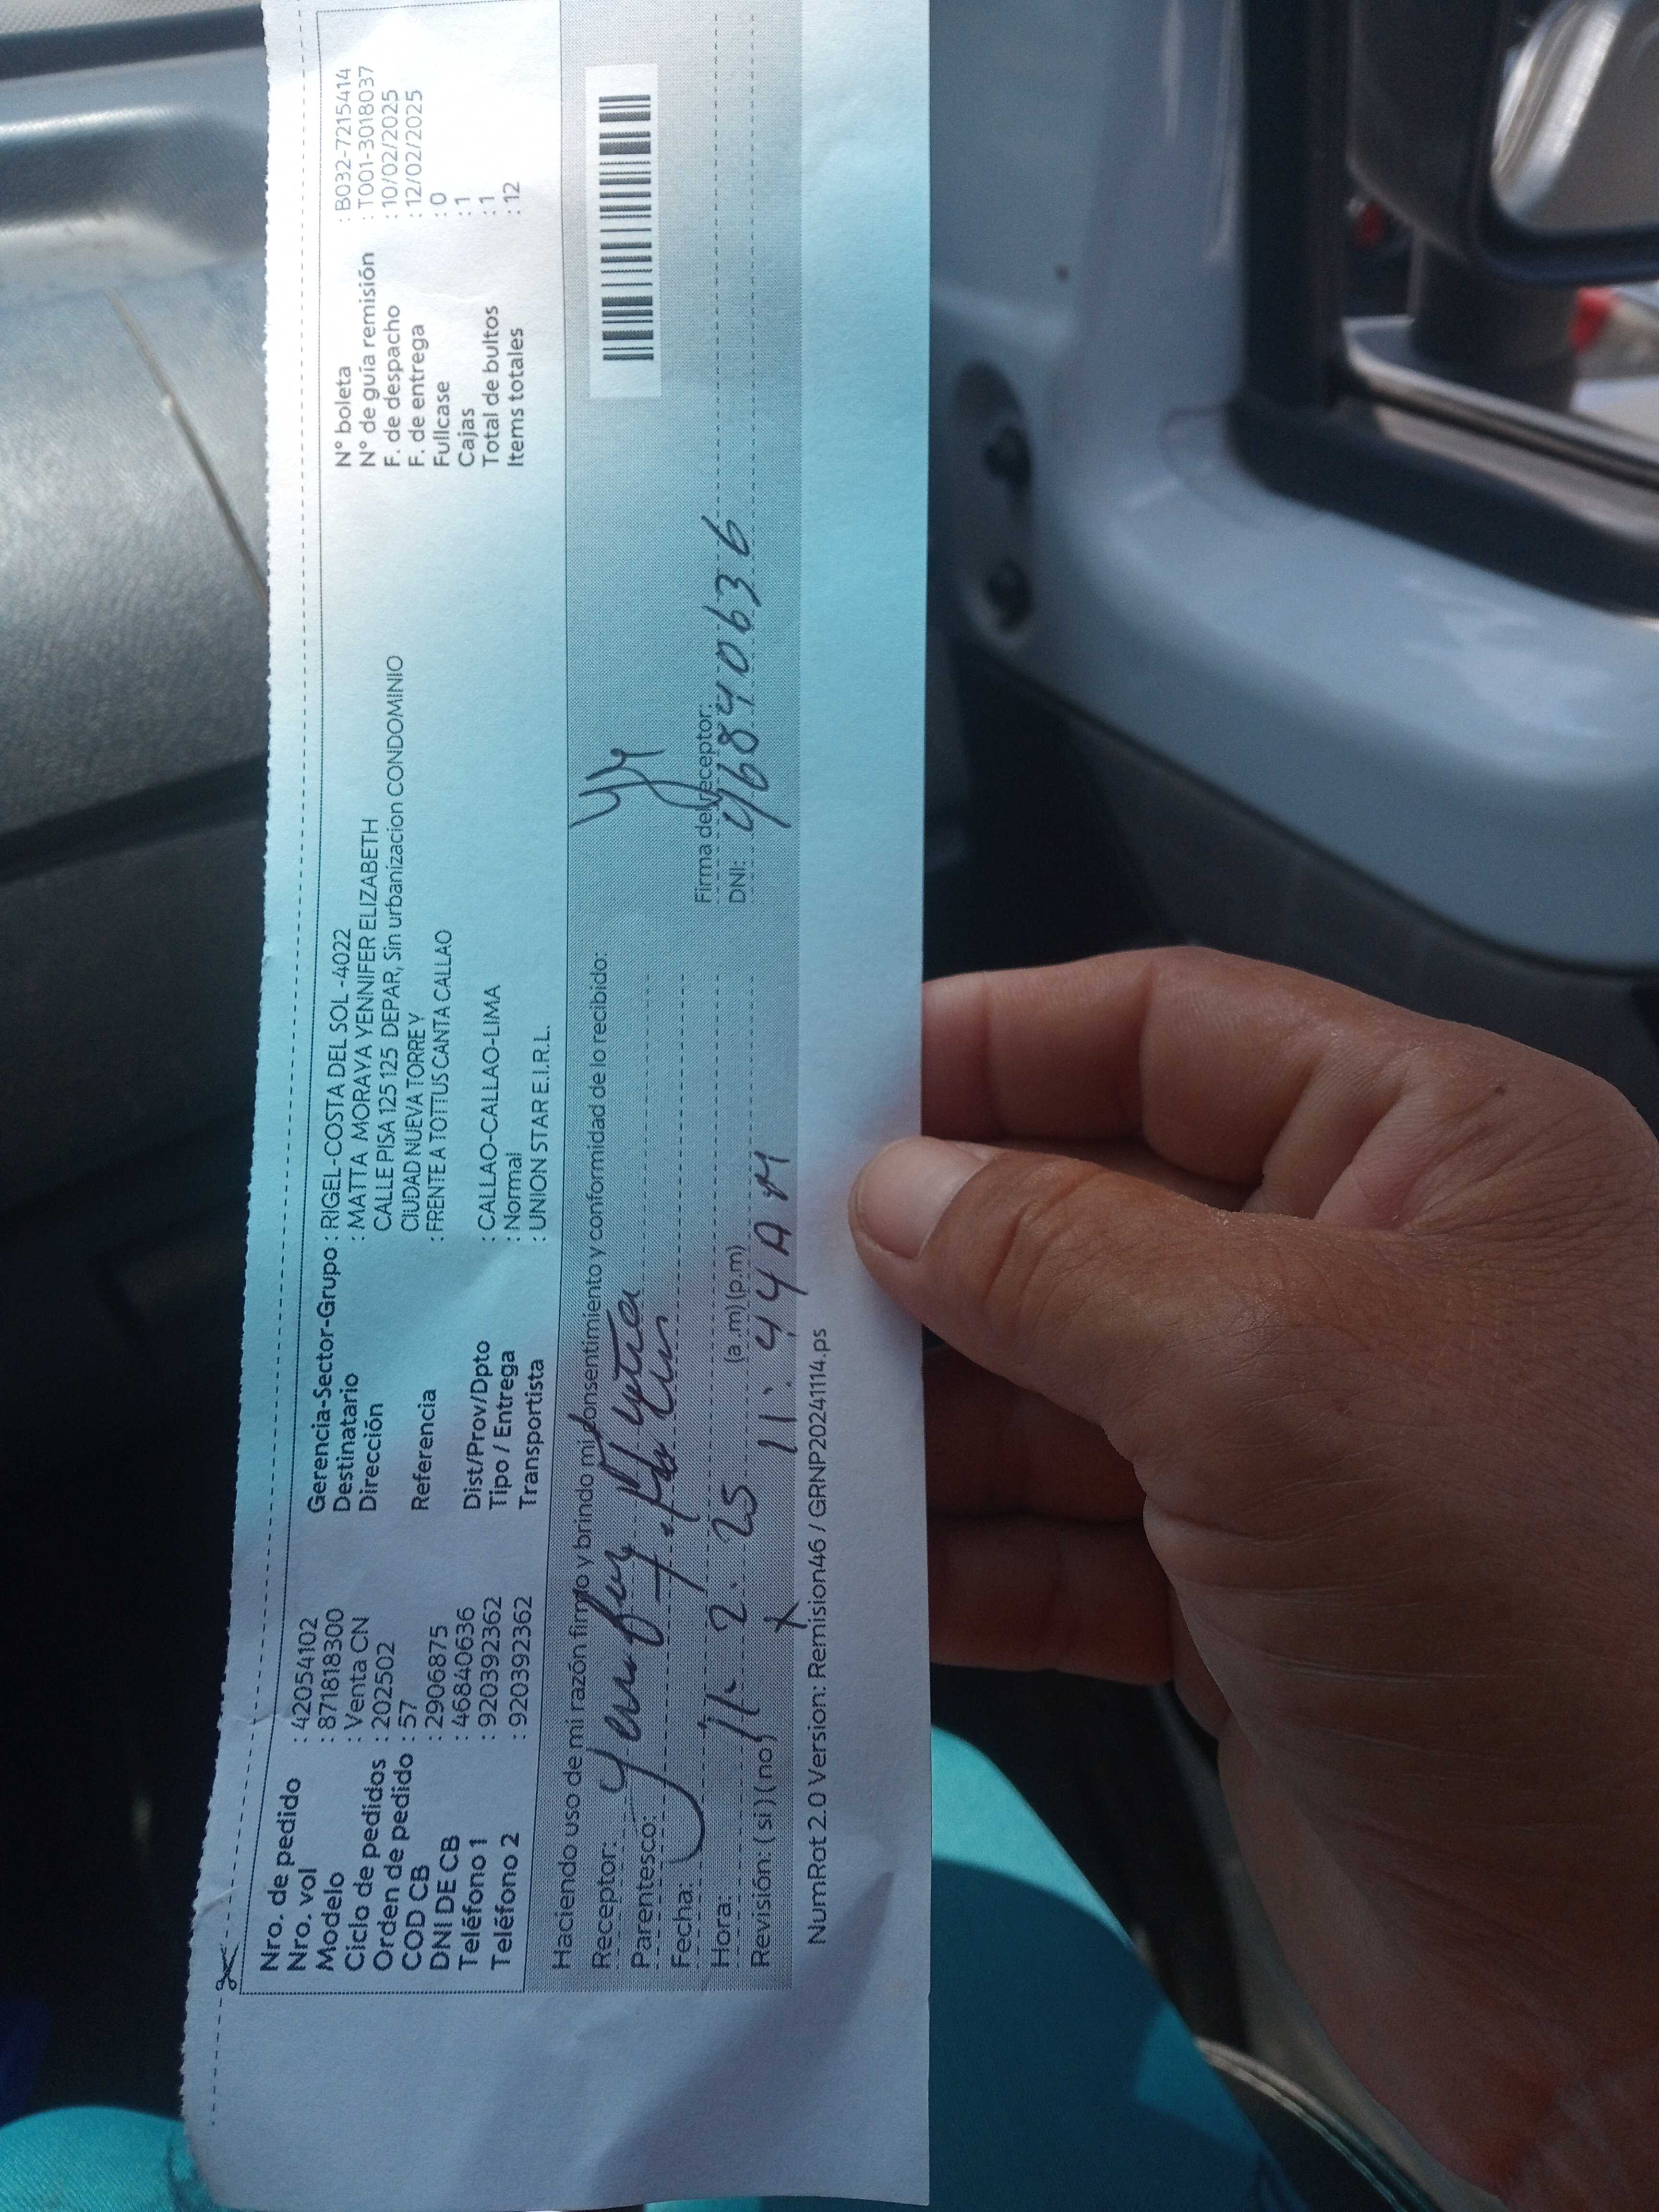 Nro. de pedido : 42054102
Nro. vol : 871818300
Modelo : Venta CN
Ciclo de pedidos : 202502
Orden de pedido : 57
COD CB : 2906875
DNI DE CB : 46840636
Teléfono 1 : 920392362
Teléfono 2 : 920392362
Gerencia-Sector-Grupo : RIGEL-COSTA DEL SOL -4022
Destinatario : MATTA MORAYA YENNIFER ELIZABETH
Dirección CALLE PISA 125 125 DEPAR, Sin urbanizacion CONDOMINIO
CIUDAD NUEVA TORRE Y
Referencia : FRENTE A TOTTUS CANTA CALLAO
Dist/Prov/Dpto : CALLAO-CALLAO-LIMA
Tipo / Entrega : Normal
Transportista : UNION STAR E.I.R.L.
N° boleta : B032-7215414
N° de guía remisión : T001-3018037
F. de despacho : 10/02/2025
F. de entrega : 12/02/2025
Fullcase : 0
Cajas : 1
Total de bultos : 1
Items totales : 12
Haciendo uso de mi razón firmo y brindo mi consentimiento y conformidad de lo recibido:
Receptor:
Parentesco:
Fecha: 2. 25
Hora: (a.m) (p.m)
11:44 AM
Revisión: ( si ) ( no )
Firma del receptor:
DNI: 46840636
NumRot 2.0 Version: Remision46 / GRNP20241114.ps